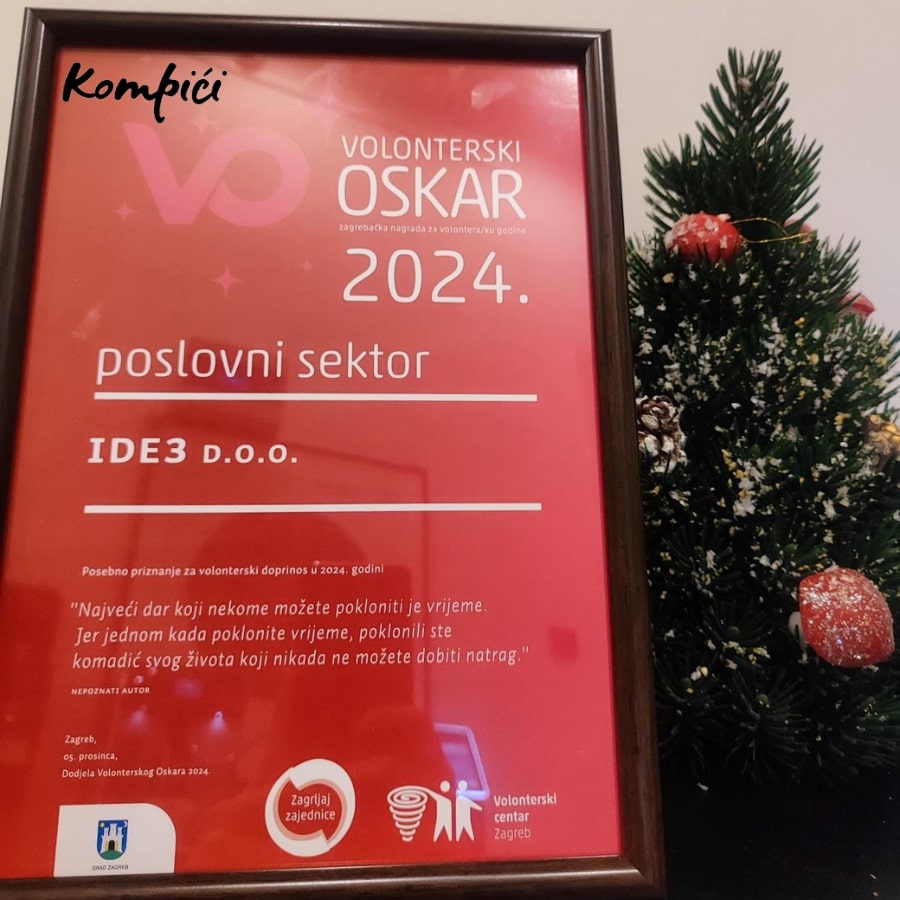 Kompići
VO
VOLONTERSKI
OSKAR
zagrebačka nagrada za volontera/ku godine
2024.
poslovni sektor
IDE3 D.O.O.
Posebno priznanje za volonterski doprinos u 2024. godini
"Najveći dar koji nekome možete pokloniti je vrijeme.
Jer jednom kada poklonite vrijeme, poklonili ste
komadić svog života koji nikada ne možete dobiti natrag."
NEPOZNATI AUTOR
Zagreb,
05. prosinca,
Dodjela Volonterskog Oskara 2024.
GRAD ZAGREB
Zagrljaj
zajednice
Volonterski
centar
Zagreb